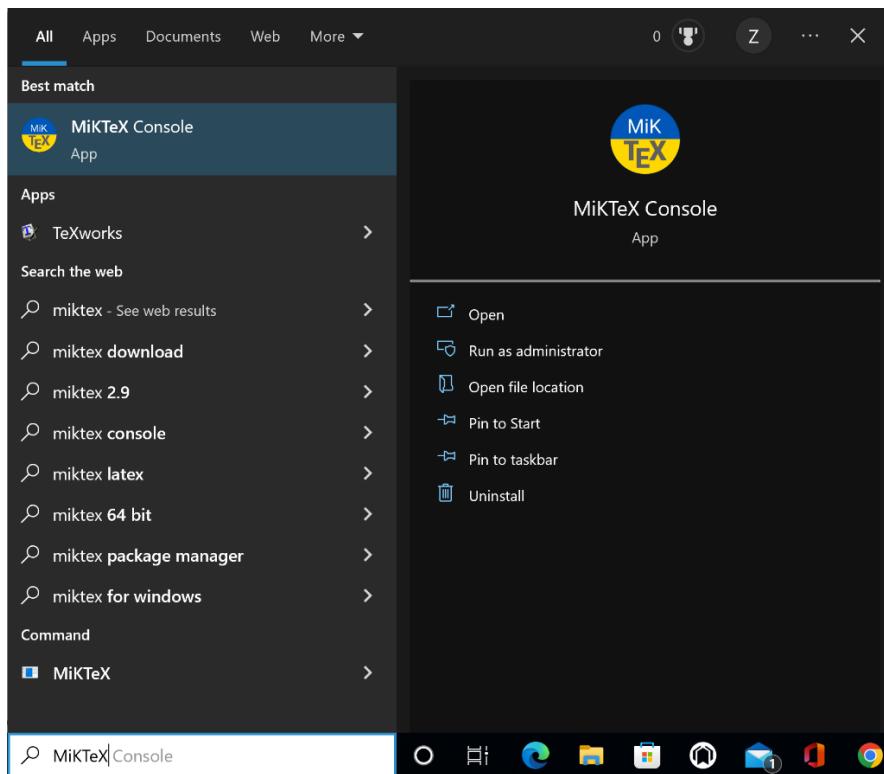 All Apps Documents Web More 0 Z ...
Best match
MiKTeX Console
App
Apps
TeXworks
Search the web
miktex - See web results
miktex download
miktex 2.9
miktex console
miktex latex
miktex 64 bit
miktex package manager
miktex for windows
Command
MiKTeX
MiKTeX Console
MiK
TEX
MiKTeX Console
App
Open
Run as administrator
Open file location
Pin to Start
Pin to taskbar
Uninstall
MiK
TEX
1